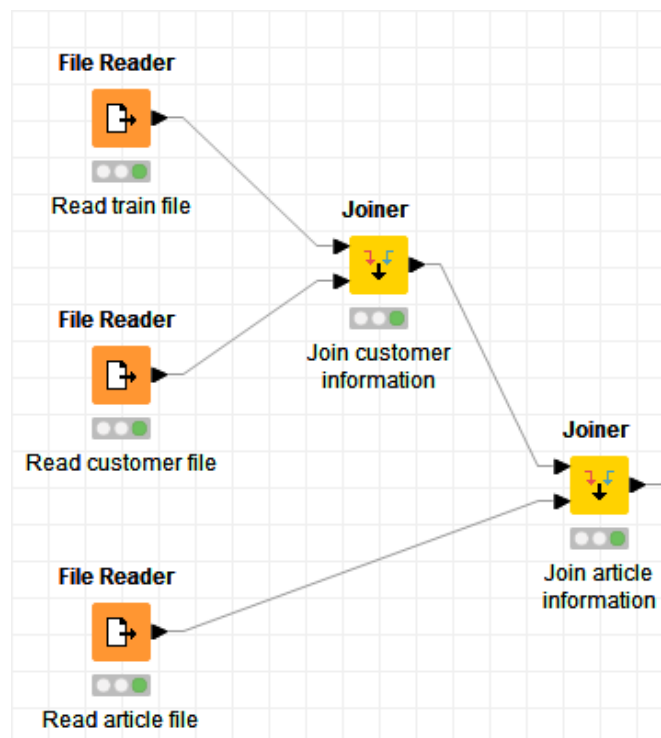 File Reader
Read train file
Joiner
File Reader
Join customer
information
Joiner
Read customer file
File Reader
Join article
information
Read article file